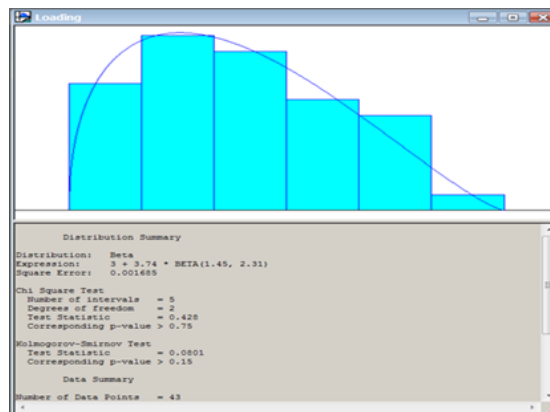 Loading
Distribution Summary
Distribution: Beta
Expression: 3 + 3.74 * BETA(1.45, 2.31)
Square Error: 0.001685
Chi Square Test
Number of intervals = 5
Degrees of freedom = 2
Test Statistic = 0.428
Corresponding p-value > 0.75
Kolmogorov-Smirnov Test
Test Statistic = 0.0801
Corresponding p-value > 0.15
Data Summary
Number of Data Points = 43